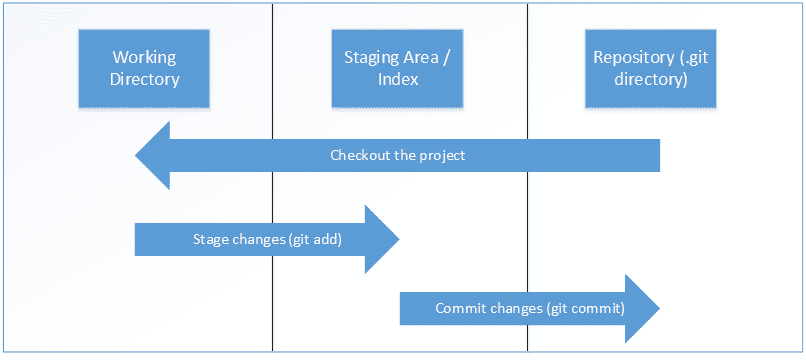 Working
Directory
Staging Area /
Index
Repository (.git
directory)
Checkout the project
Stage changes (git add)
Commit changes (git commit)